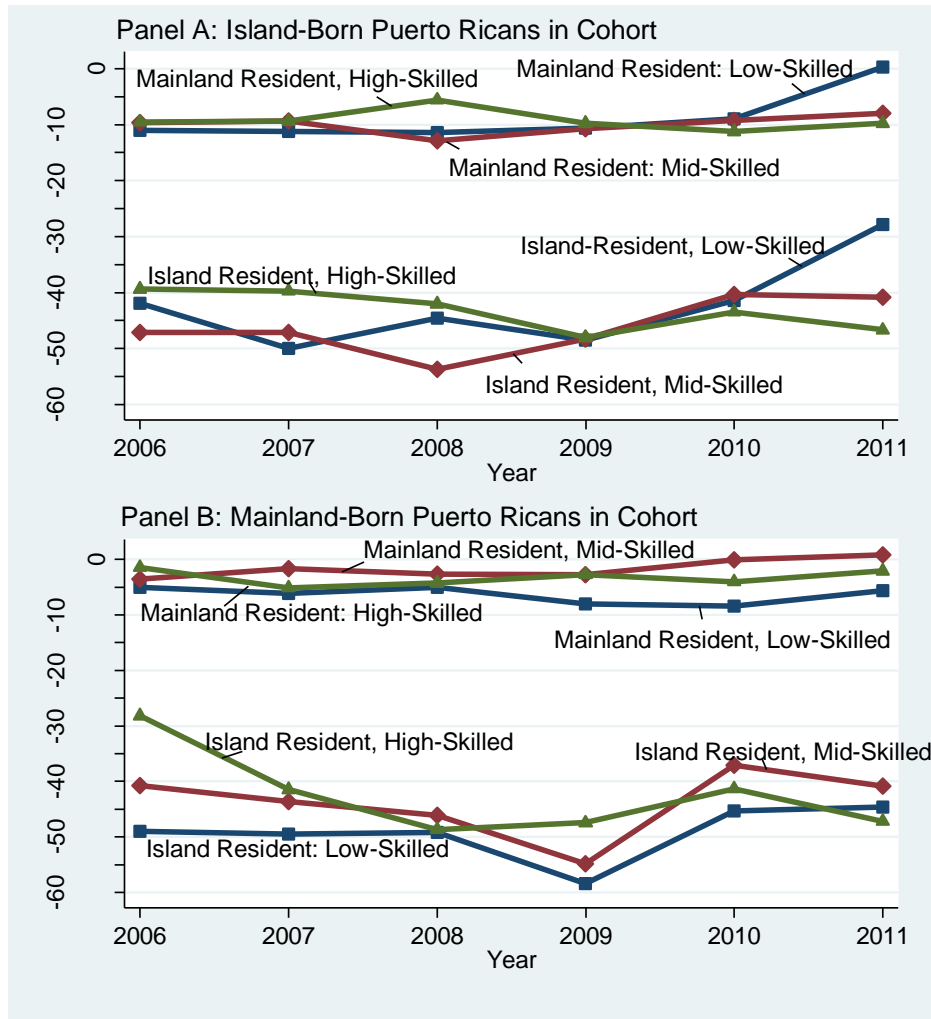 Panel A: Island-Born Puerto Ricans in Cohort
0
Mainland Resident, High-Skilled
Mainland Resident: Low-Skilled
-10
Mainland Resident: Mid-Skilled
-20
-30
Island-Resident, Low-Skilled
Island Resident, High-Skilled
-40
-50
Island Resident, Mid-Skilled
-60
2006 2007 2008 2009 2010 2011
Year
Panel B: Mainland-Born Puerto Ricans in Cohort
0
Mainland Resident, Mid-Skilled
-10
Mainland Resident: High-Skilled
Mainland Resident, Low-Skilled
-20
-30
Island Resident, High-Skilled
Island Resident, Mid-Skilled
-40
-50
Island Resident: Low-Skilled
-60
2006 2007 2008 2009 2010 2011
Year